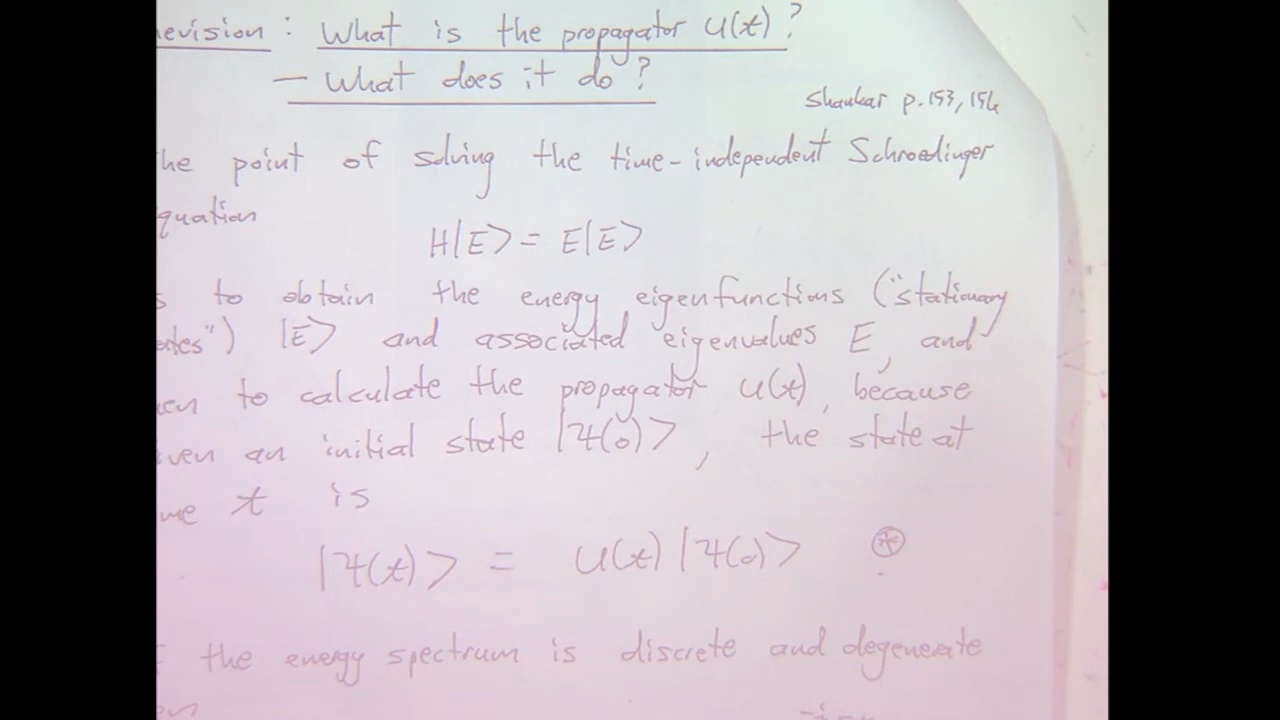 evision : What is the propagator U(t)?
— What does it do?
Shankar p.153, 154
he point of solving the time-independent Schroedinger
quation
H|E> = E|E>
s to obtain the energy eigenfunctions ("stationary
ates") |E> and associated eigenvalues E, and
en to calculate the propagator U(t), because
iven an initial state |Ψ(0)>, the state at
me t is
|Ψ(t)> = U(t)|Ψ(0)> ⊛
f the energy spectrum is discrete and degenerate